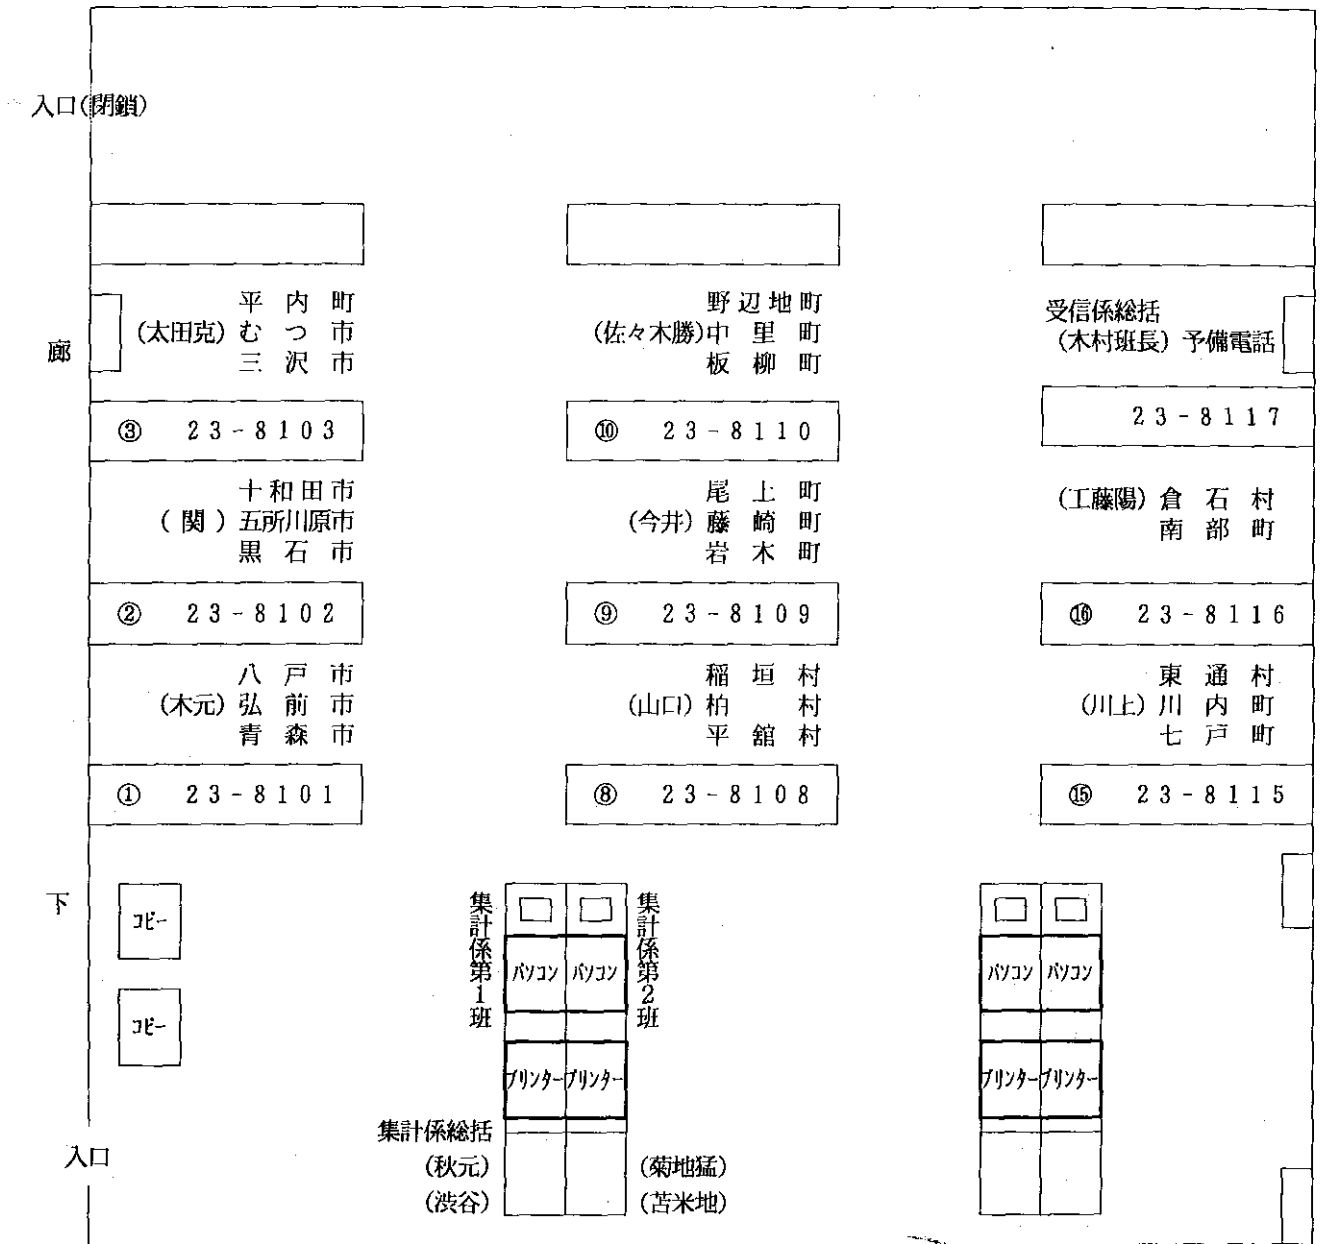 入口(閉鎖)
平内町
(太田克)むつ市
三沢市
③ 23-8103
十和田市
(関)五所川原市
黒石市
② 23-8102
八戸市
(木元)弘前市
青森市
① 23-8101
野辺地町
(佐々木勝)中里町
板柳町
⑩ 23-8110
尾上町
(今井)藤崎町
岩木町
⑨ 23-8109
稲垣村
(山口)柏村
平舘村
⑧ 23-8108
受信係総括
(木村班長)予備電話
23-8117
(工藤陽)倉石村
南部町
⑯ 23-8116
東通村
(川上)川内町
七戸町
⑮ 23-8115
廊下
コピー
コピー
入口
集計係第1班
パソコン パソコン
集計係第2班
プリンター プリンター
集計係総括
(秋元)
(渋谷)
(菊地猛)
(苫米地)
パソコン パソコン
プリンター プリンター